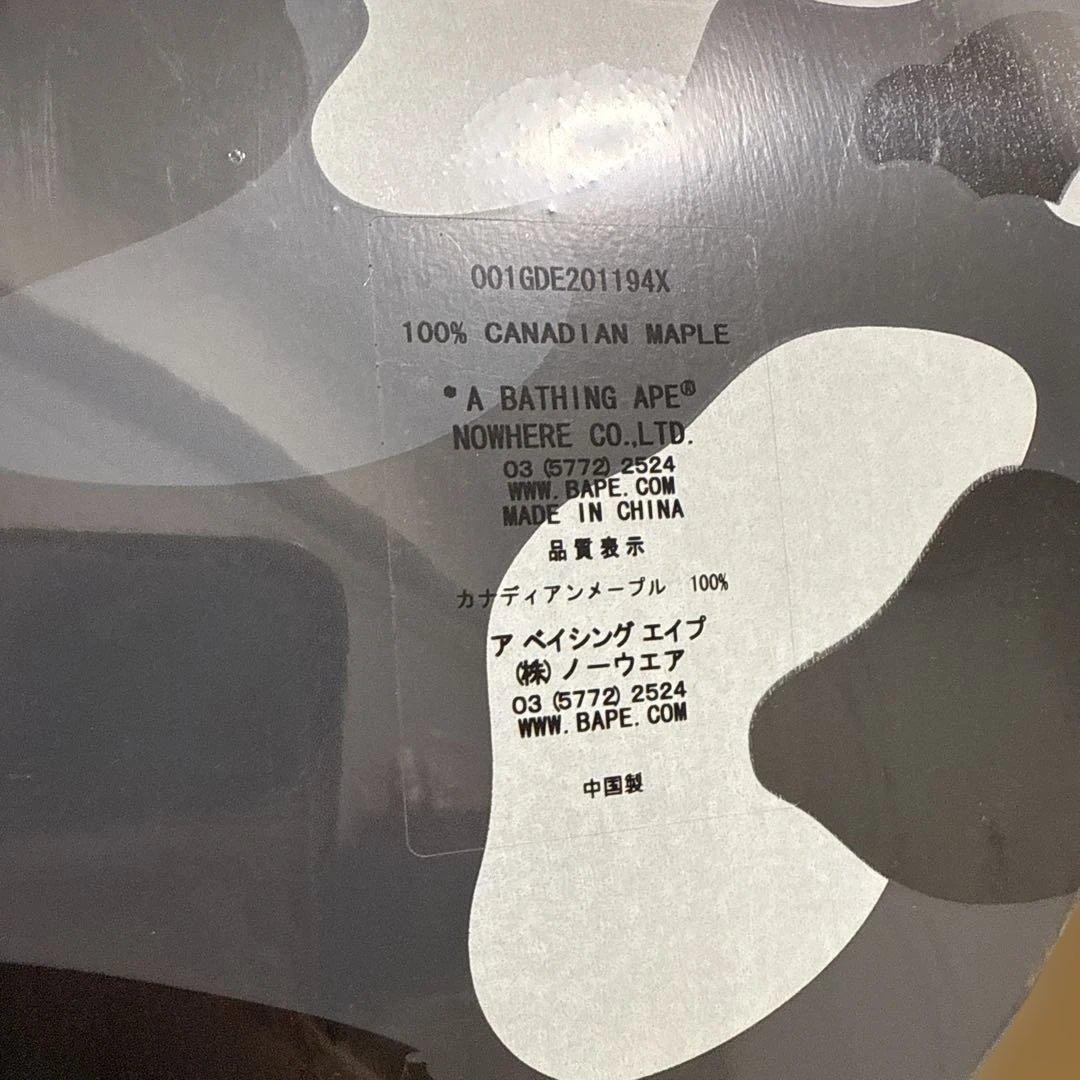 001GDE201194X
100% CANADIAN MAPLE
* A BATHING APE®
NOWHERE CO.,LTD.
03 (5772) 2524
WWW.BAPE.COM
MADE IN CHINA
品質表示
カナディアンメープル 100%
ア ベイシング エイプ
(株) ノーウエア
03 (5772) 2524
WWW.BAPE.COM
中国製